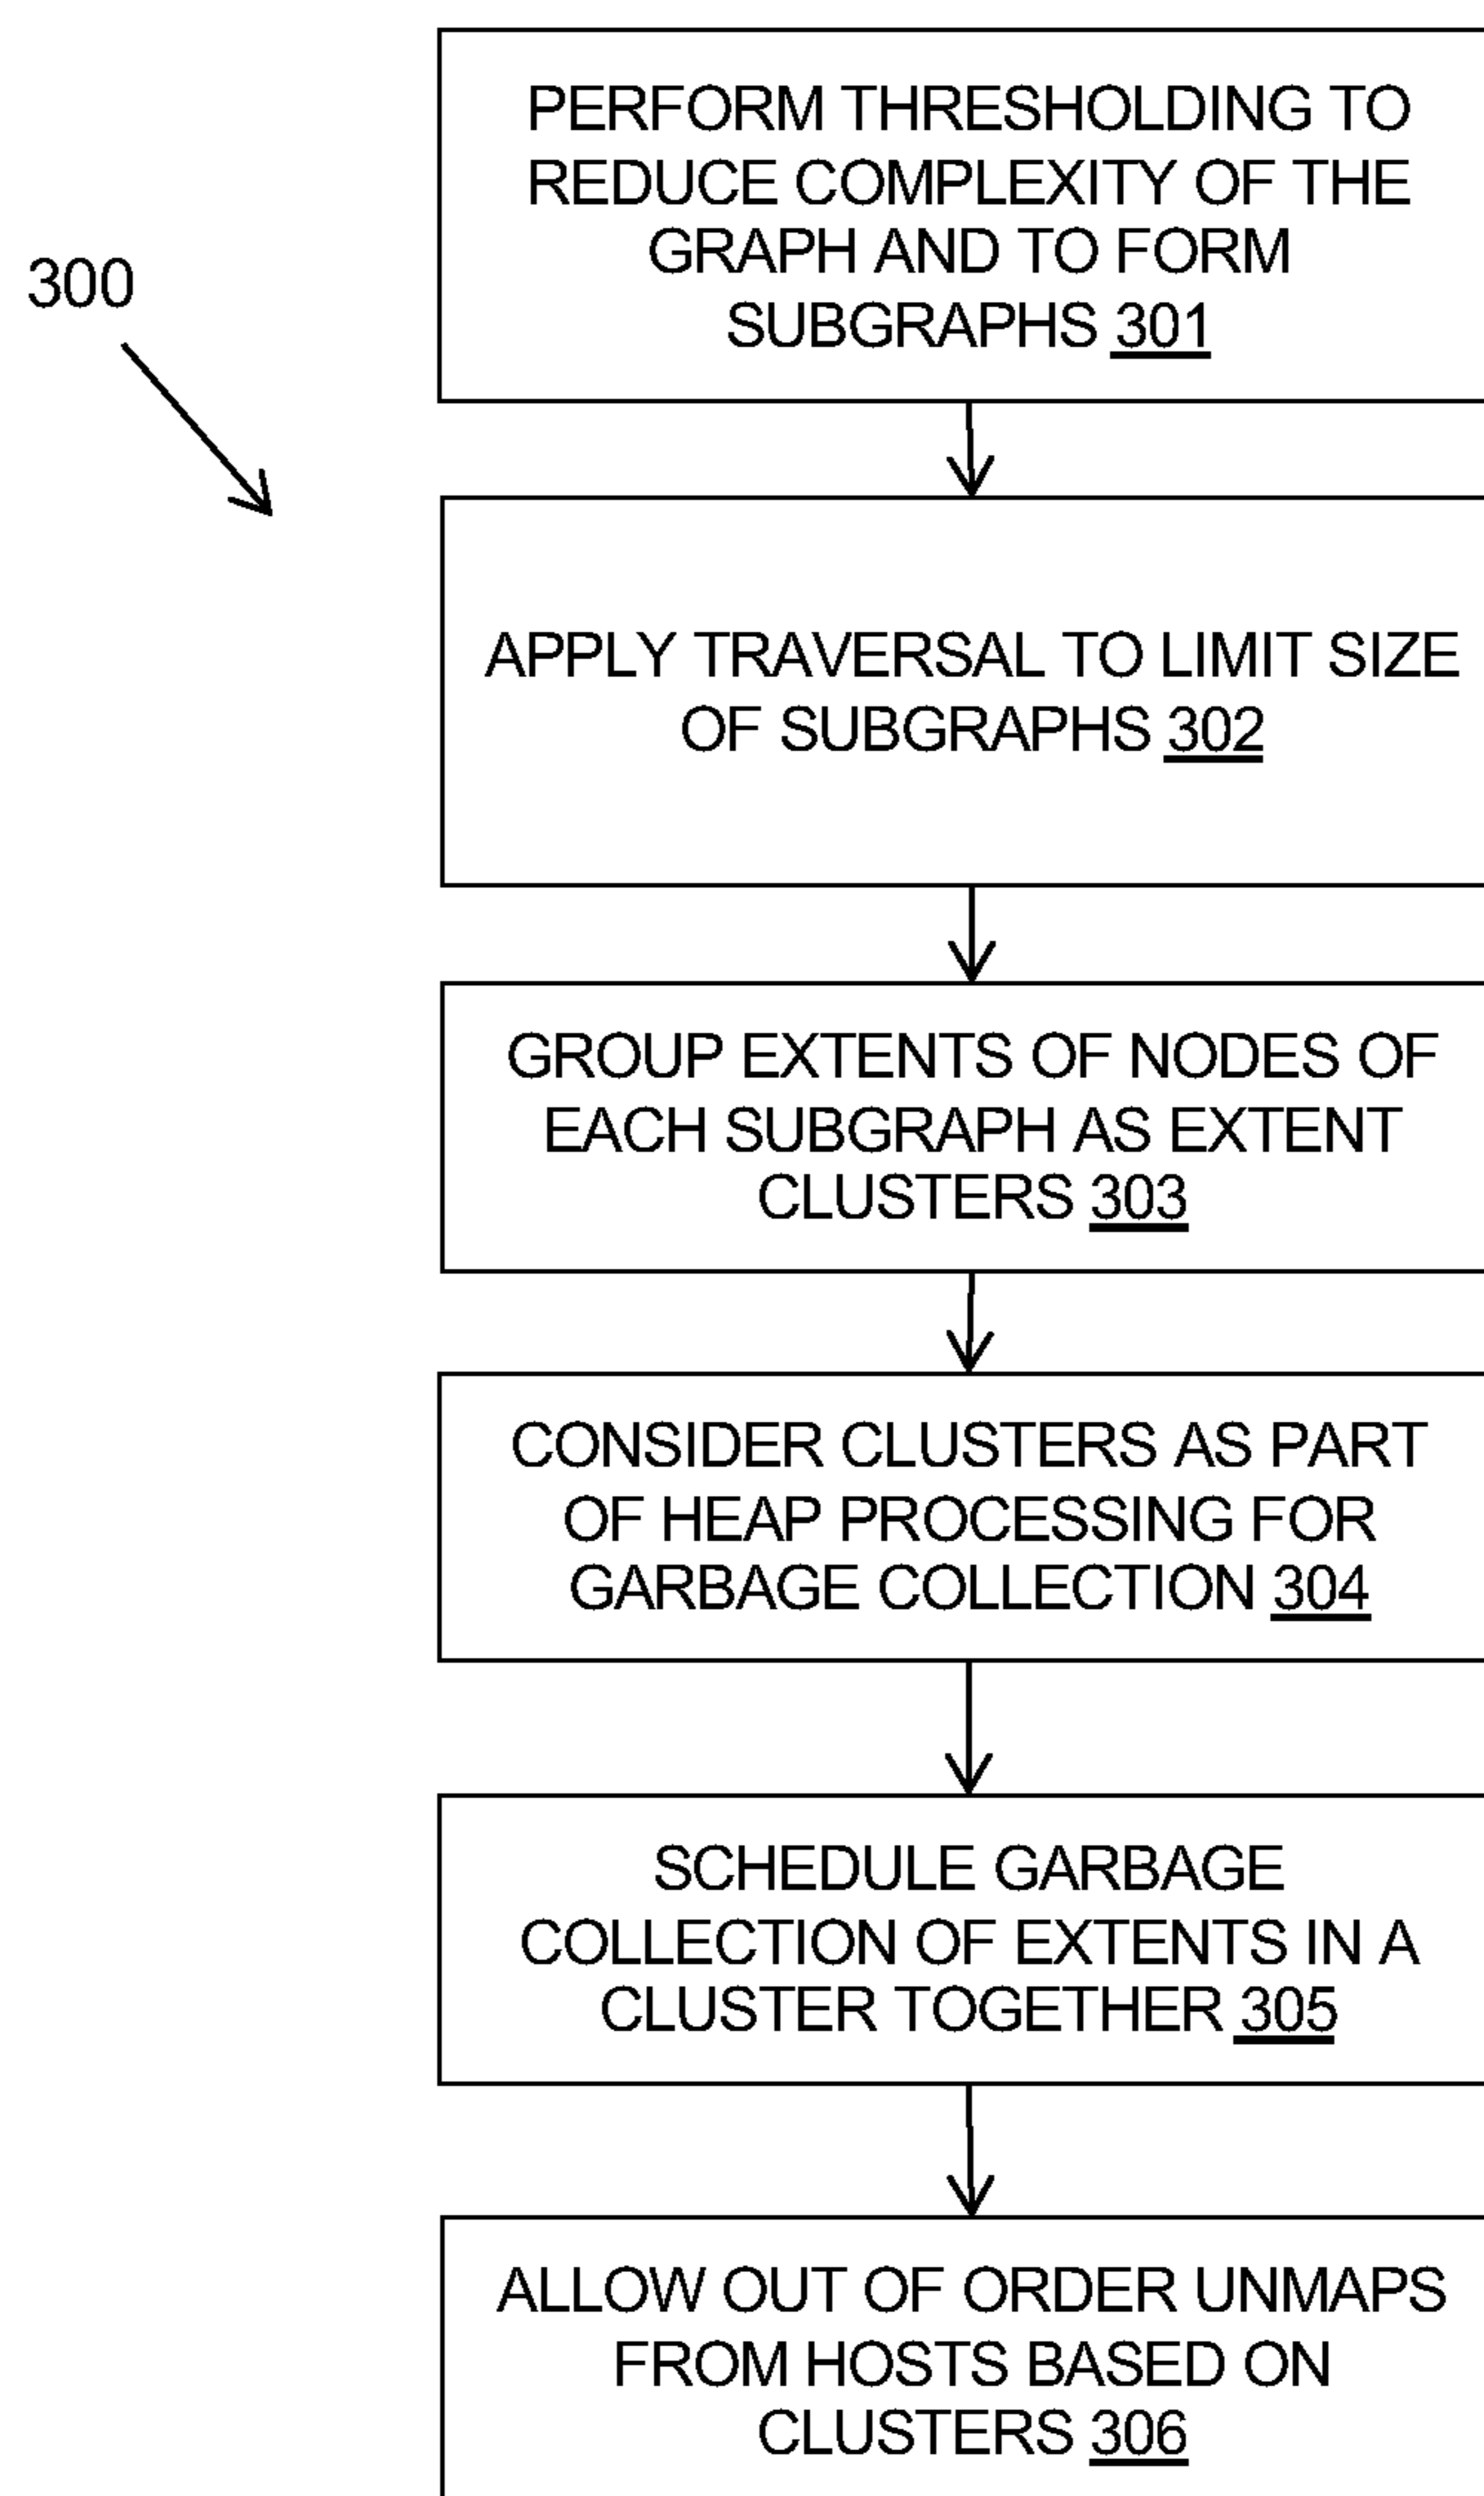 PERFORM THRESHOLDING TO
REDUCE COMPLEXITY OF THE
GRAPH AND TO FORM
SUBGRAPHS 301
300
APPLY TRAVERSAL TO LIMIT SIZE
OF SUBGRAPHS 302
GROUP EXTENTS OF NODES OF
EACH SUBGRAPH AS EXTENT
CLUSTERS 303
CONSIDER CLUSTERS AS PART
OF HEAP PROCESSING FOR
GARBAGE COLLECTION 304
SCHEDULE GARBAGE
COLLECTION OF EXTENTS IN A
CLUSTER TOGETHER 305
ALLOW OUT OF ORDER UNMAPS
FROM HOSTS BASED ON
CLUSTERS 306